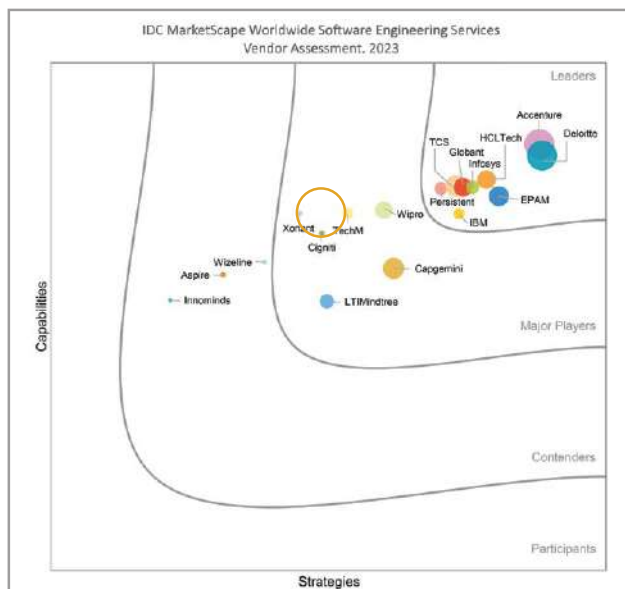 IDC MarketScape Worldwide Software Engineering Services
Vendor Assessment. 2023
Leaders
Accenture
HCLTech
Deloitte
TCS
Globant
Infosys
Persistent
EPAM
IBM
Wipro
Xoriant
TechM
Cigniti
Wizeline
Capgemini
Aspire
Innominds
LTIMindtree
Major Players
Contenders
Participants
Capabilities
Strategies